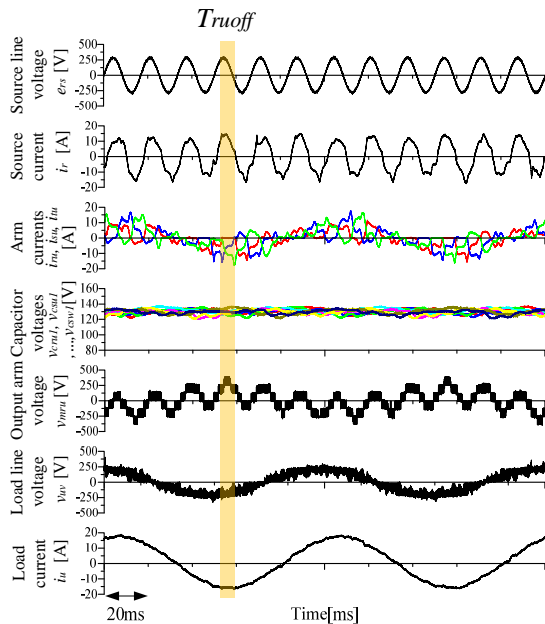 Truoff
Source line
voltage
ers [V]
500
250
0
-250
-500
Source
current
ir [A]
20
10
0
-10
-20
Arm
currents
iru, isu, itu
[A]
20
10
0
-10
-20
Capacitor
voltages
vcru1, vcsu1
,...,vcsw1[V]
160
140
120
100
80
Output arm
voltage
vmru [V]
500
250
0
-250
-500
Load line
voltage
vuv [V]
500
250
0
-250
-500
Load
current
iu [A]
20
10
0
-10
-20
20ms
Time[ms]